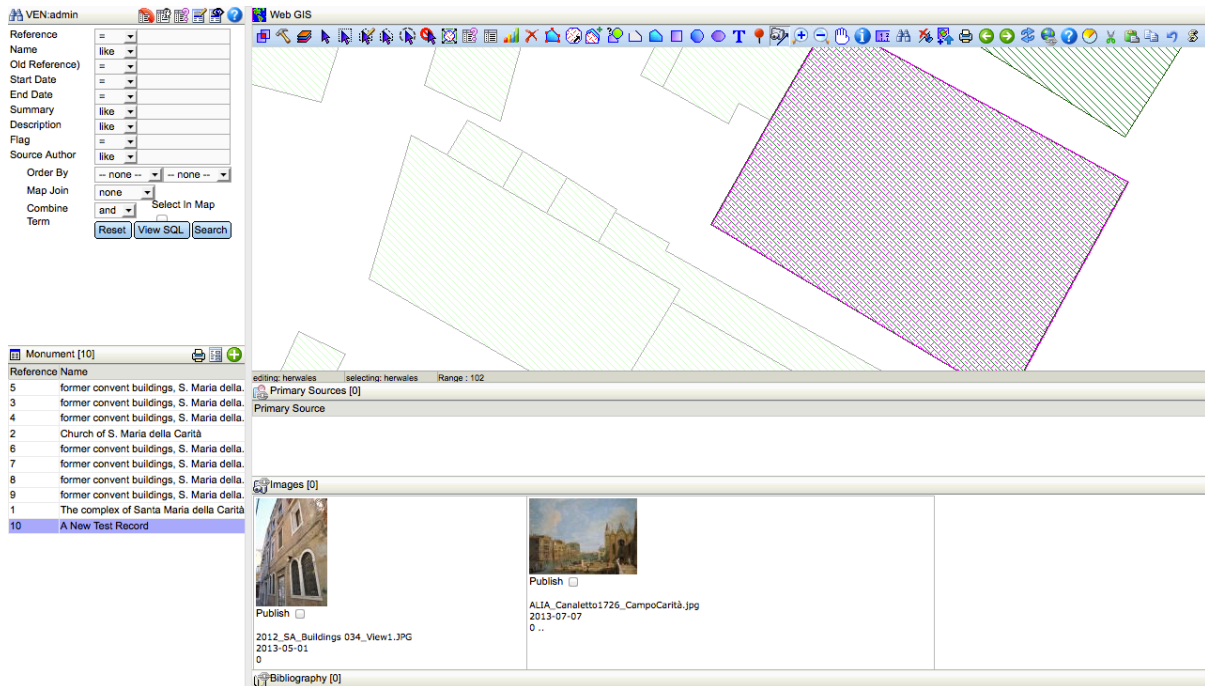 VEN:admin
Reference =
Name like
Old Reference) =
Start Date =
End Date =
Summary like
Description like
Flag =
Source Author like
Order By -- none -- -- none --
Map Join none
Combine Term and Select In Map
Reset View SQL Search
Monument [10]
Reference Name
5 former convent buildings, S. Maria della.
3 former convent buildings, S. Maria della.
4 former convent buildings, S. Maria della.
2 Church of S. Maria della Carità
6 former convent buildings, S. Maria della.
7 former convent buildings, S. Maria della.
8 former convent buildings, S. Maria della.
9 former convent buildings, S. Maria della.
1 The complex of Santa Maria della Carità
10 A New Test Record
Web GIS
T
editing: herwales selecting: herwales Range : 102
Primary Sources [0]
Primary Source
Images [0]
Publish
2012_SA_Buildings 034_View1.JPG
2013-05-01
0
Publish
ALIA_Canaletto1726_CampoCarità.jpg
2013-07-07
0 ..
Bibliography [0]